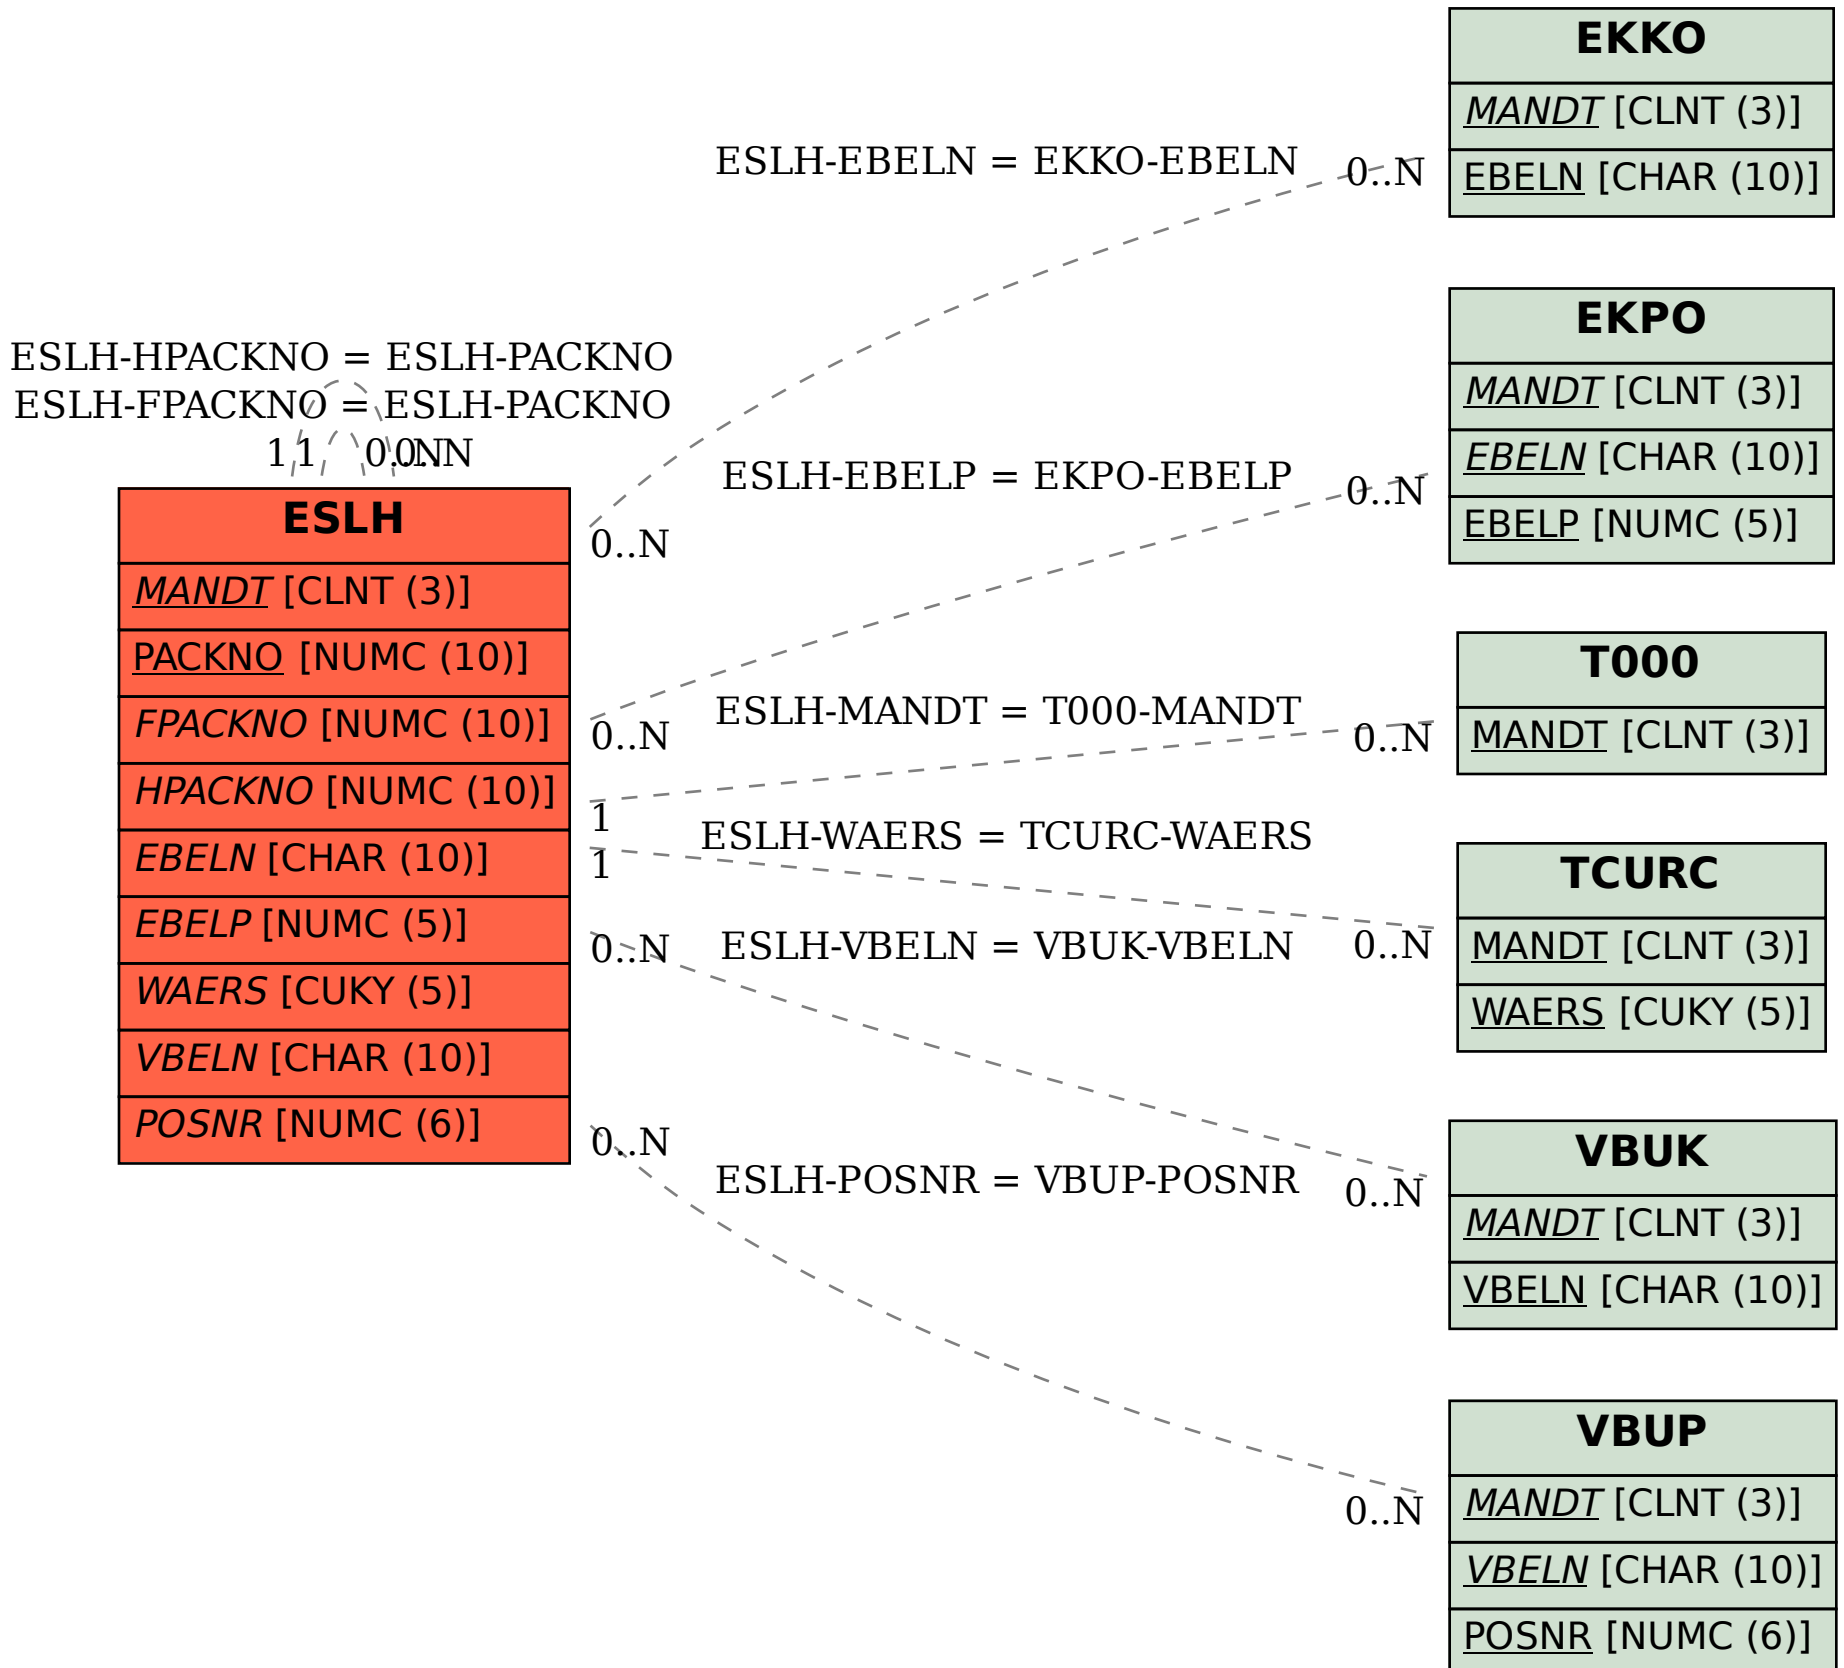 ESLH-HPACKNO = ESLH-PACKNO
ESLH-FPACKNO = ESLH-PACKNO
1 1 0..N 0..N
ESLH
MANDT [CLNT (3)]
PACKNO [NUMC (10)]
FPACKNO [NUMC (10)]
HPACKNO [NUMC (10)]
EBELN [CHAR (10)]
EBELP [NUMC (5)]
WAERS [CUKY (5)]
VBELN [CHAR (10)]
POSNR [NUMC (6)]
ESLH-EBELN = EKKO-EBELN
0..N
0..N
ESLH-EBELP = EKPO-EBELP
0..N
0..N
ESLH-MANDT = T000-MANDT
0..N
1
ESLH-WAERS = TCURC-WAERS
1
0..N
ESLH-VBELN = VBUK-VBELN
0..N
0..N
ESLH-POSNR = VBUP-POSNR
0..N
0..N
EKKO
MANDT [CLNT (3)]
EBELN [CHAR (10)]
EKPO
MANDT [CLNT (3)]
EBELN [CHAR (10)]
EBELP [NUMC (5)]
T000
MANDT [CLNT (3)]
TCURC
MANDT [CLNT (3)]
WAERS [CUKY (5)]
VBUK
MANDT [CLNT (3)]
VBELN [CHAR (10)]
VBUP
MANDT [CLNT (3)]
VBELN [CHAR (10)]
POSNR [NUMC (6)]